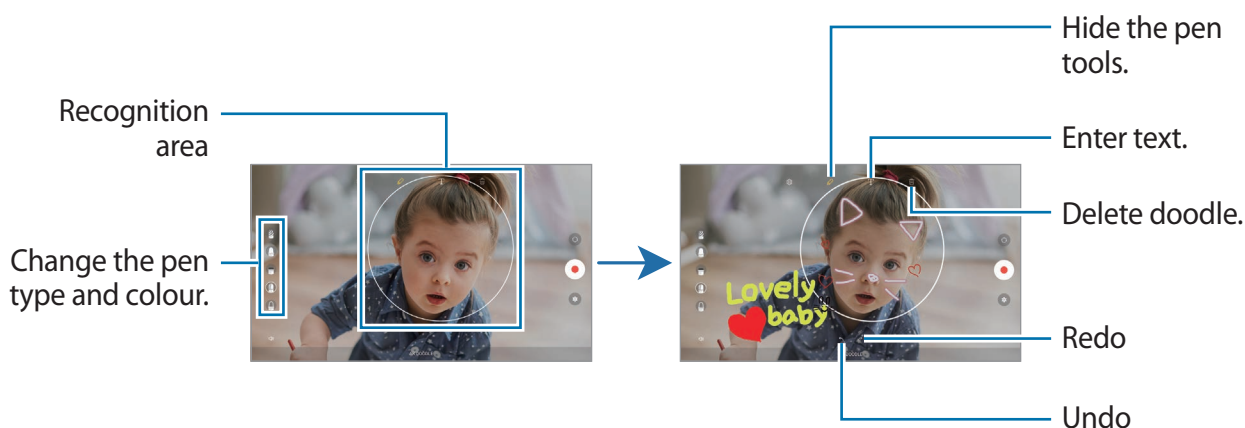 Recognition
area
Change the pen
type and colour.
Hide the pen
tools.
Enter text.
Delete doodle.
Lovely
baby
Redo
Undo